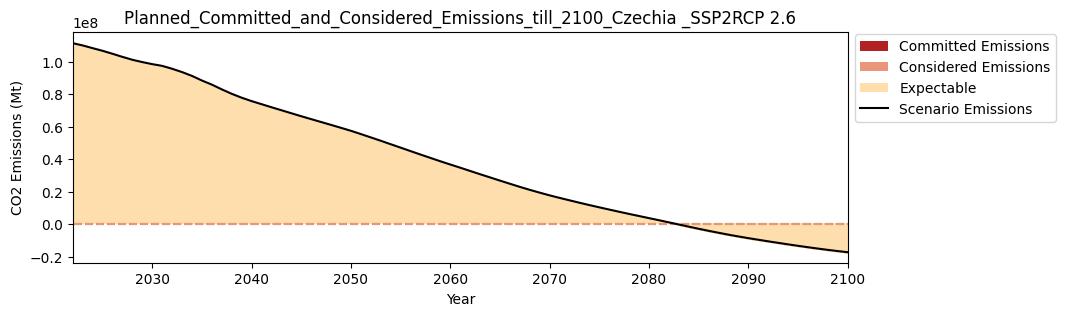 Planned_Committed_and_Considered_Emissions_till_2100_Czechia _SSP2RCP 2.6
1e8
1.0
0.8
0.6
0.4
0.2
0.0
−0.2
CO2 Emissions (Mt)
2030 2040 2050 2060 2070 2080 2090 2100
Year
Committed Emissions
Considered Emissions
Expectable
Scenario Emissions